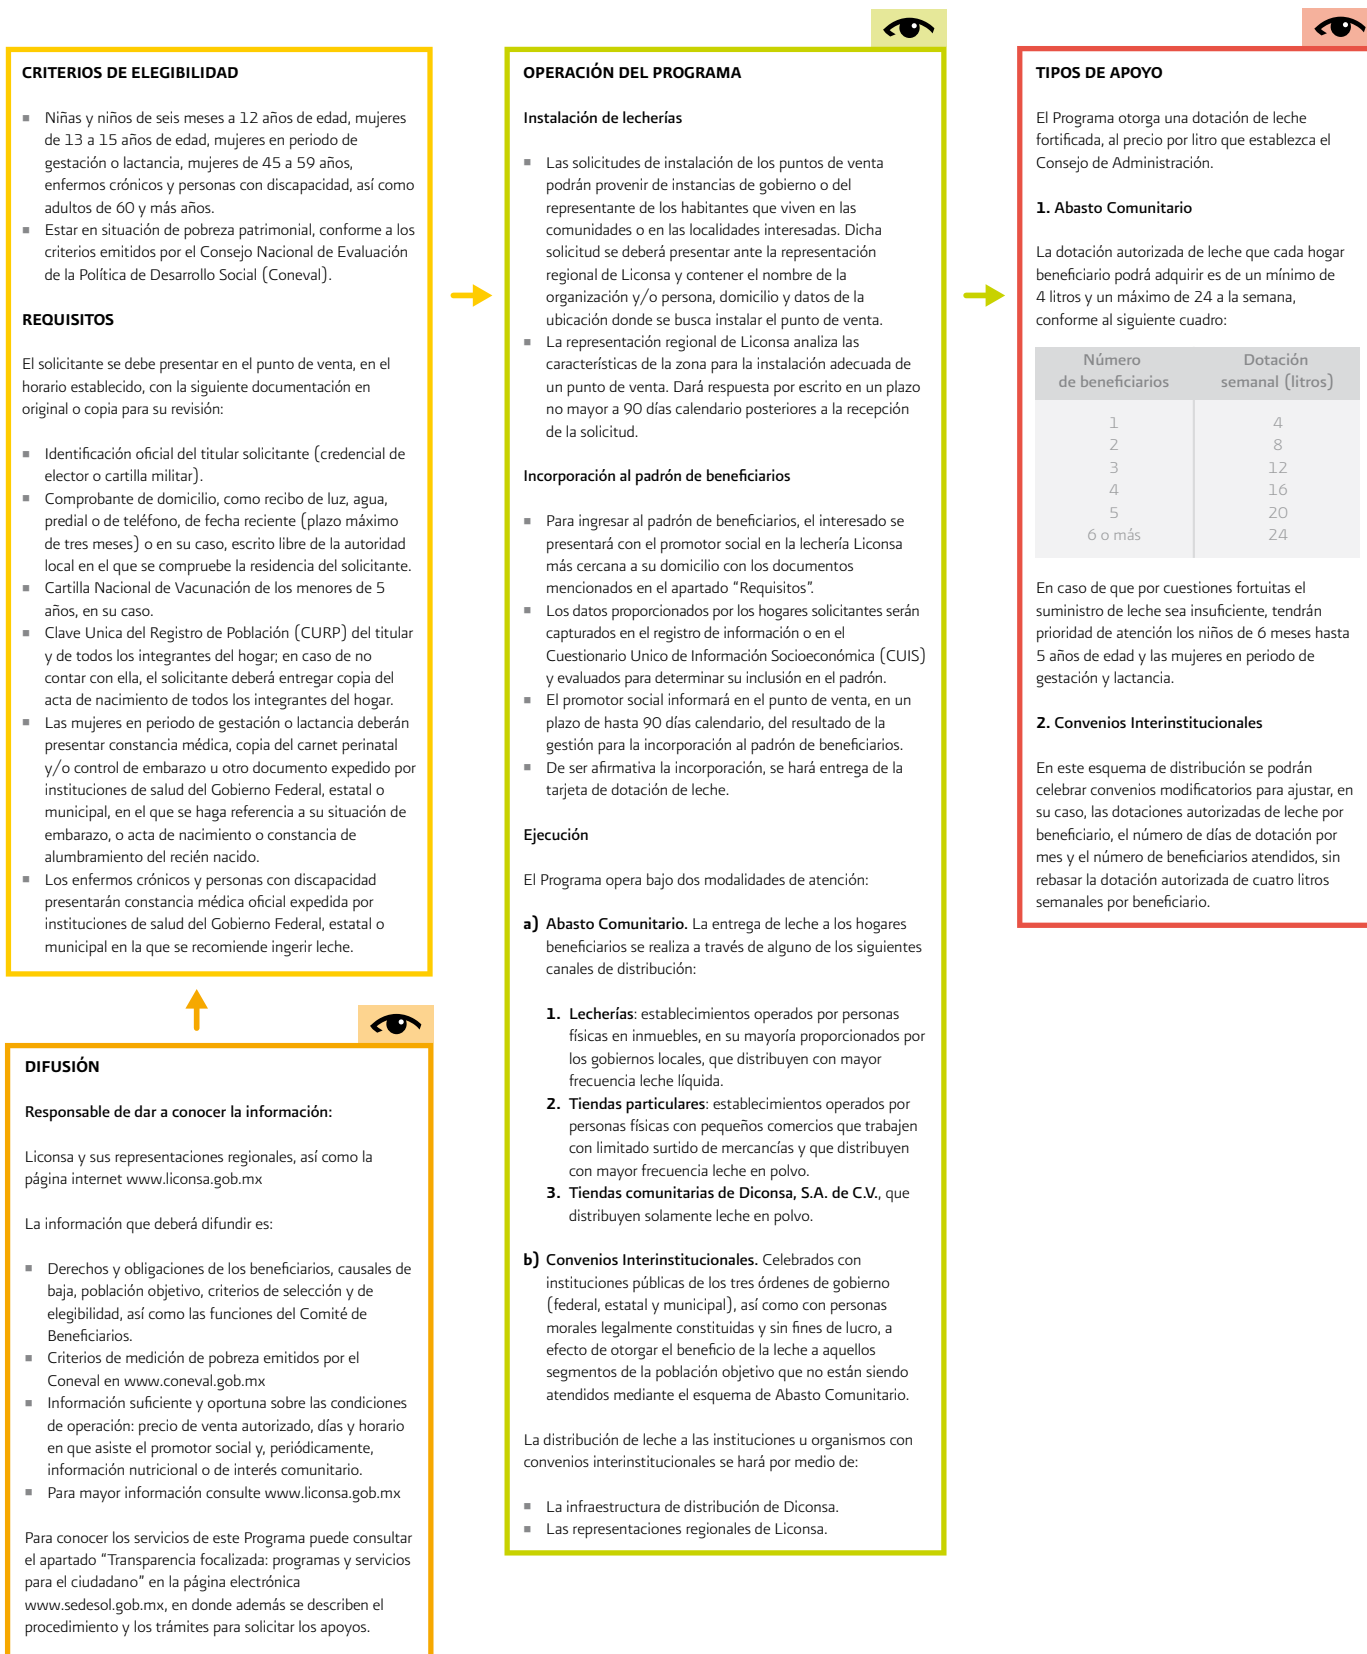 CRITERIOS DE ELEGIBILIDAD
▪ Niñas y niños de seis meses a 12 años de edad, mujeres
de 13 a 15 años de edad, mujeres en periodo de
gestación o lactancia, mujeres de 45 a 59 años,
enfermos crónicos y personas con discapacidad, así como
adultos de 60 y más años.
▪ Estar en situación de pobreza patrimonial, conforme a los
criterios emitidos por el Consejo Nacional de Evaluación
de la Política de Desarrollo Social (Coneval).
REQUISITOS
El solicitante se debe presentar en el punto de venta, en el
horario establecido, con la siguiente documentación en
original o copia para su revisión:
▪ Identificación oficial del titular solicitante (credencial de
elector o cartilla militar).
▪ Comprobante de domicilio, como recibo de luz, agua,
predial o de teléfono, de fecha reciente (plazo máximo
de tres meses) o en su caso, escrito libre de la autoridad
local en el que se compruebe la residencia del solicitante.
▪ Cartilla Nacional de Vacunación de los menores de 5
años, en su caso.
▪ Clave Unica del Registro de Población (CURP) del titular
y de todos los integrantes del hogar; en caso de no
contar con ella, el solicitante deberá entregar copia del
acta de nacimiento de todos los integrantes del hogar.
▪ Las mujeres en periodo de gestación o lactancia deberán
presentar constancia médica, copia del carnet perinatal
y/o control de embarazo u otro documento expedido por
instituciones de salud del Gobierno Federal, estatal o
municipal, en el que se haga referencia a su situación de
embarazo, o acta de nacimiento o constancia de
alumbramiento del recién nacido.
▪ Los enfermos crónicos y personas con discapacidad
presentarán constancia médica oficial expedida por
instituciones de salud del Gobierno Federal, estatal o
municipal en la que se recomiende ingerir leche.
DIFUSIÓN
Responsable de dar a conocer la información:
Liconsa y sus representaciones regionales, así como la
página internet www.liconsa.gob.mx
La información que deberá difundir es:
▪ Derechos y obligaciones de los beneficiarios, causales de
baja, población objetivo, criterios de selección y de
elegibilidad, así como las funciones del Comité de
Beneficiarios.
▪ Criterios de medición de pobreza emitidos por el
Coneval en www.coneval.gob.mx
▪ Información suficiente y oportuna sobre las condiciones
de operación: precio de venta autorizado, días y horario
en que asiste el promotor social y, periódicamente,
información nutricional o de interés comunitario.
▪ Para mayor información consulte www.liconsa.gob.mx
Para conocer los servicios de este Programa puede consultar
el apartado “Transparencia focalizada: programas y servicios
para el ciudadano” en la página electrónica
www.sedesol.gob.mx, en donde además se describen el
procedimiento y los trámites para solicitar los apoyos.
OPERACIÓN DEL PROGRAMA
Instalación de lecherías
▪ Las solicitudes de instalación de los puntos de venta
podrán provenir de instancias de gobierno o del
representante de los habitantes que viven en las
comunidades o en las localidades interesadas. Dicha
solicitud se deberá presentar ante la representación
regional de Liconsa y contener el nombre de la
organización y/o persona, domicilio y datos de la
ubicación donde se busca instalar el punto de venta.
▪ La representación regional de Liconsa analiza las
características de la zona para la instalación adecuada de
un punto de venta. Dará respuesta por escrito en un plazo
no mayor a 90 días calendario posteriores a la recepción
de la solicitud.
Incorporación al padrón de beneficiarios
▪ Para ingresar al padrón de beneficiarios, el interesado se
presentará con el promotor social en la lechería Liconsa
más cercana a su domicilio con los documentos
mencionados en el apartado “Requisitos”.
▪ Los datos proporcionados por los hogares solicitantes serán
capturados en el registro de información o en el
Cuestionario Unico de Información Socioeconómica (CUIS)
y evaluados para determinar su inclusión en el padrón.
▪ El promotor social informará en el punto de venta, en un
plazo de hasta 90 días calendario, del resultado de la
gestión para la incorporación al padrón de beneficiarios.
▪ De ser afirmativa la incorporación, se hará entrega de la
tarjeta de dotación de leche.
Ejecución
El Programa opera bajo dos modalidades de atención:
a) Abasto Comunitario. La entrega de leche a los hogares
beneficiarios se realiza a través de alguno de los siguientes
canales de distribución:
1. Lecherías: establecimientos operados por personas
físicas en inmuebles, en su mayoría proporcionados por
los gobiernos locales, que distribuyen con mayor
frecuencia leche líquida.
2. Tiendas particulares: establecimientos operados por
personas físicas con pequeños comercios que trabajen
con limitado surtido de mercancías y que distribuyen
con mayor frecuencia leche en polvo.
3. Tiendas comunitarias de Diconsa, S.A. de C.V., que
distribuyen solamente leche en polvo.
b) Convenios Interinstitucionales. Celebrados con
instituciones públicas de los tres órdenes de gobierno
(federal, estatal y municipal), así como con personas
morales legalmente constituidas y sin fines de lucro, a
efecto de otorgar el beneficio de la leche a aquellos
segmentos de la población objetivo que no están siendo
atendidos mediante el esquema de Abasto Comunitario.
La distribución de leche a las instituciones u organismos con
convenios interinstitucionales se hará por medio de:
▪ La infraestructura de distribución de Diconsa.
▪ Las representaciones regionales de Liconsa.
TIPOS DE APOYO
El Programa otorga una dotación de leche
fortificada, al precio por litro que establezca el
Consejo de Administración.
1. Abasto Comunitario
La dotación autorizada de leche que cada hogar
beneficiario podrá adquirir es de un mínimo de
4 litros y un máximo de 24 a la semana,
conforme al siguiente cuadro:
Número Dotación
de beneficiarios semanal (litros)
1 4
2 8
3 12
4 16
5 20
6 o más 24
En caso de que por cuestiones fortuitas el
suministro de leche sea insuficiente, tendrán
prioridad de atención los niños de 6 meses hasta
5 años de edad y las mujeres en periodo de
gestación y lactancia.
2. Convenios Interinstitucionales
En este esquema de distribución se podrán
celebrar convenios modificatorios para ajustar, en
su caso, las dotaciones autorizadas de leche por
beneficiario, el número de días de dotación por
mes y el número de beneficiarios atendidos, sin
rebasar la dotación autorizada de cuatro litros
semanales por beneficiario.